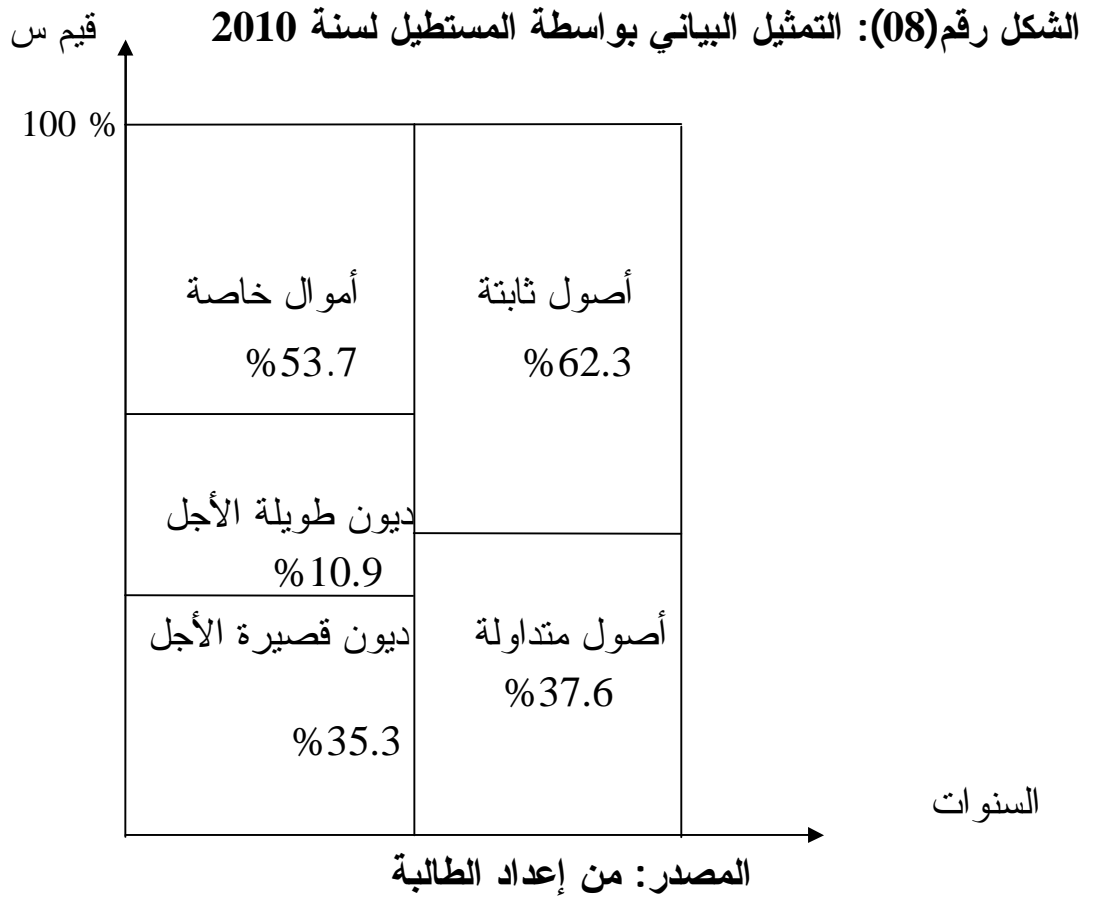 الشكل رقم(08): التمثيل البياني بواسطة المستطيل لسنة 2010
قيم س
100 %
أصول ثابتة
%62.3
أموال خاصة
%53.7
ديون طويلة الأجل
%10.9
أصول متداولة
%37.6
ديون قصيرة الأجل
%35.3
السنوات
المصدر: من إعداد الطالبة